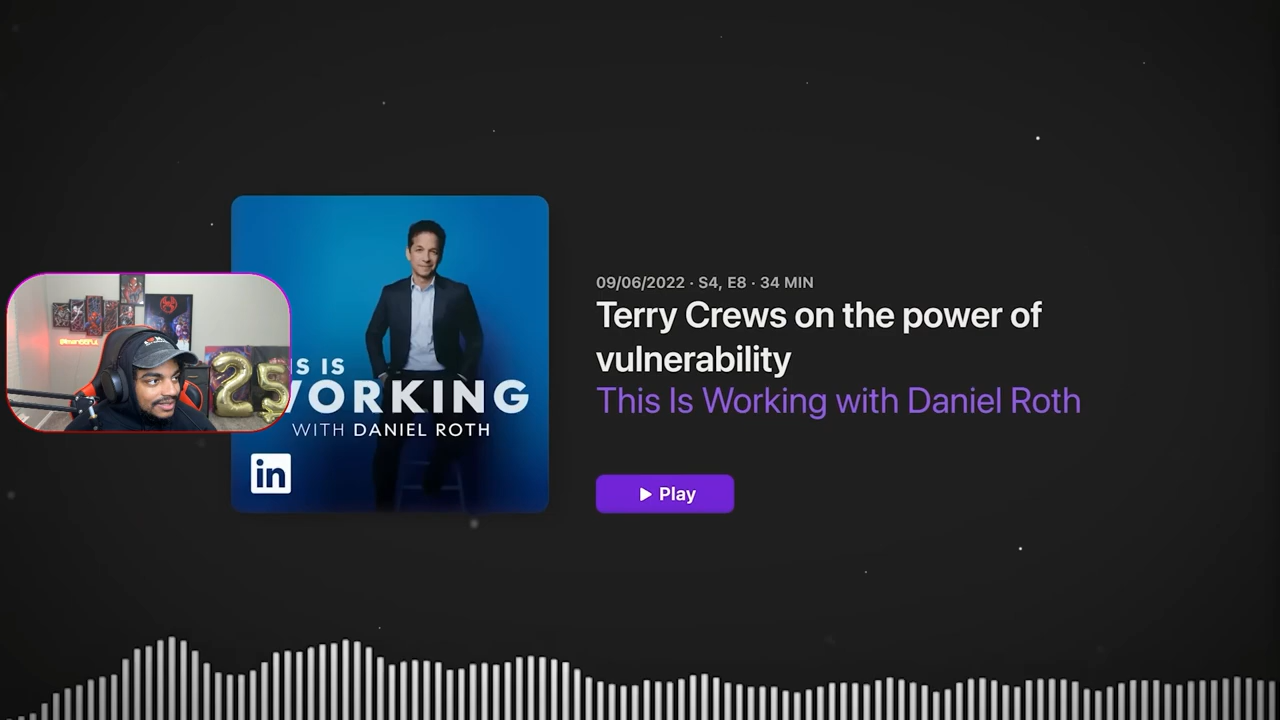 09/06/2022 · S4, E8 · 34 MIN
Terry Crews on the power of
vulnerability
This Is Working with Daniel Roth
S IS
WORKING
WITH DANIEL ROTH
in
Play
25